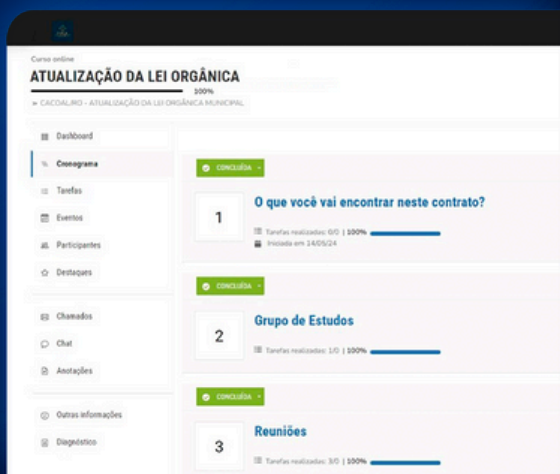 Curso online
ATUALIZAÇÃO DA LEI ORGÂNICA
100%
CACOAL/RO - ATUALIZAÇÃO DA LEI ORGÂNICA MUNICIPAL
Dashboard
Cronograma
Tarefas
Eventos
Participantes
Destaques
Chamados
Chat
Anotações
Outras informações
Diagnóstico
CONCLUÍDA
1
O que você vai encontrar neste contrato?
Tarefas realizadas: 0/0 | 100%
Iniciada em 14/05/24
CONCLUÍDA
2
Grupo de Estudos
Tarefas realizadas: 1/0 | 100%
CONCLUÍDA
3
Reuniões
Tarefas realizadas: 3/0 | 100%